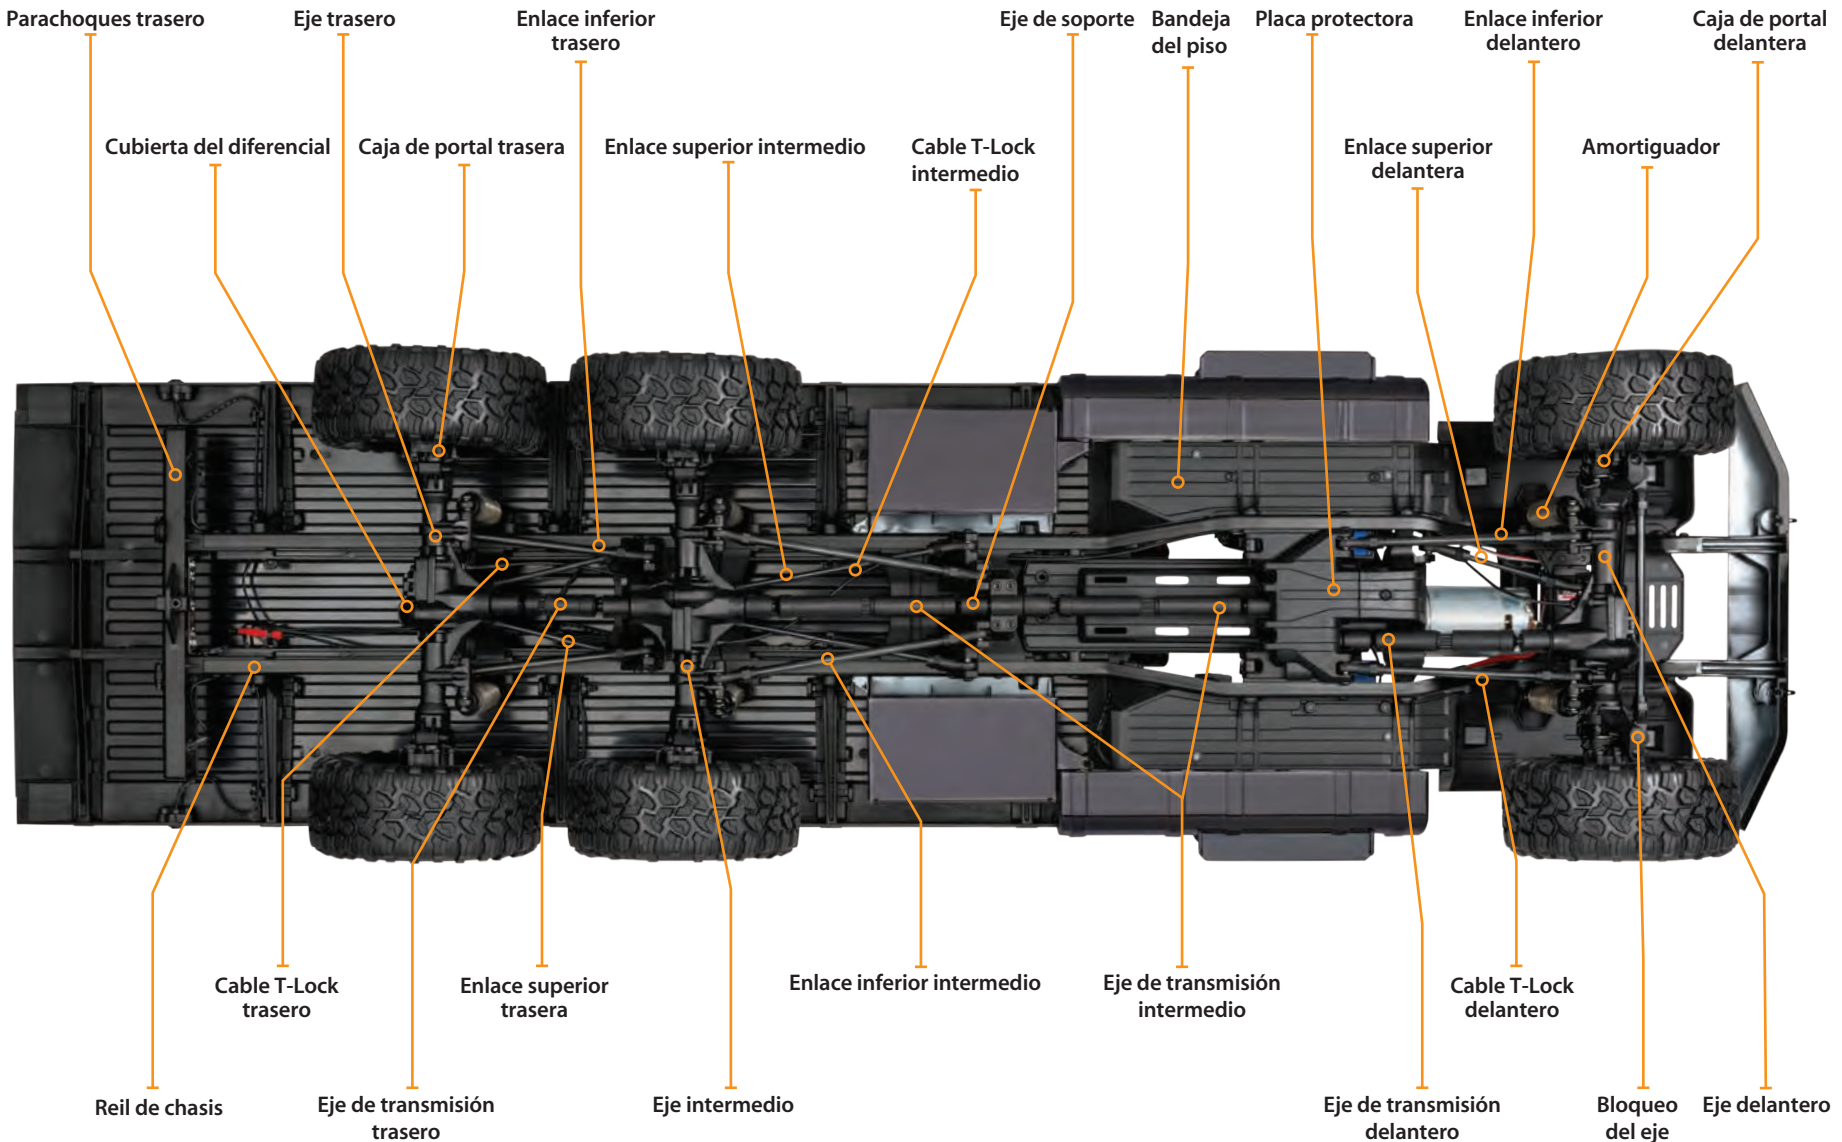 Parachoques trasero
Eje trasero
Enlace inferior
trasero
Eje de soporte
Bandeja
del piso
Placa protectora
Enlace inferior
delantero
Caja de portal
delantera
Cubierta del diferencial
Caja de portal trasera
Enlace superior intermedio
Cable T-Lock
intermedio
Enlace superior
delantera
Amortiguador
Cable T-Lock
trasero
Enlace superior
trasera
Enlace inferior intermedio
Eje de transmisión
intermedio
Cable T-Lock
delantero
Reil de chasis
Eje de transmisión
trasero
Eje intermedio
Eje de transmisión
delantero
Bloqueo
del eje
Eje delantero